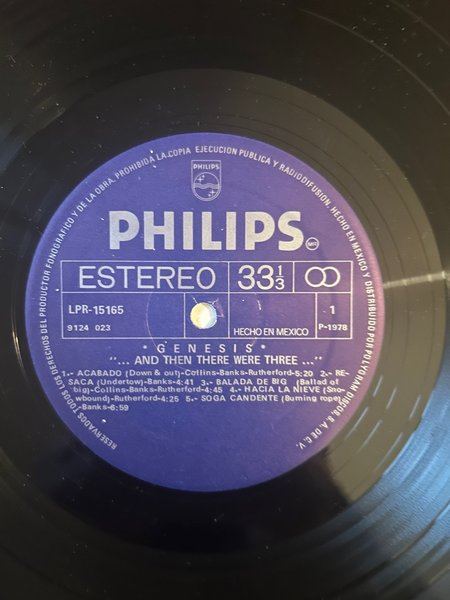 RESERVADOS TODOS LOS DERECHOS DEL PRODUCTOR FONOGRAFICO Y DE LA OBRA. PROHIBIDA LA COPIA, EJECUCION PUBLICA Y RADIODIFUSION. HECHO EN MEXICO Y DISTRIBUIDO POR POLYGRAM DISCOS, S.A. DE C.V.
PHILIPS
PHILIPS MR
ESTEREO 33 1/3
LPR-15165 1
9124 023 HECHO EN MEXICO P-1978
* GENESIS *
"... AND THEN THERE WERE THREE ..."
1.- ACABADO (Down & out)-Collins-Banks-Rutherford-5:20 2.- RE-
SACA (Undertow)-Banks-4:41 3.- BALADA DE BIG (Ballad of
big)-Collins-Banks-Rutherford-4:45 4.- HACIA LA NIEVE (Sno-
wbound)-Rutherford-4:25 5.- SOGA CANDENTE (Burning rope)
Banks-6:59